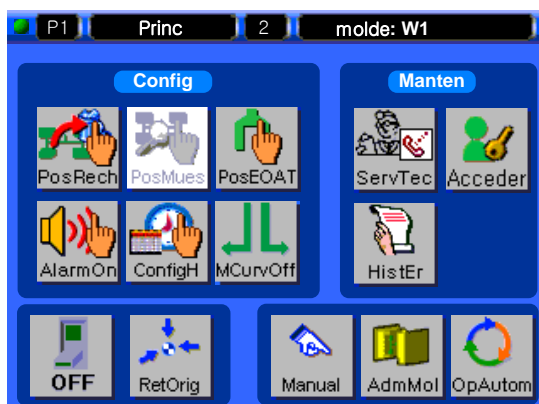 P1 Princ 2 molde: W1
Config
PosRech PosMues PosEOAT
AlarmOn ConfigH MCurvOff
Manten
ServTec Acceder
HistEr
OFF RetOrig
Manual AdmMol OpAutom